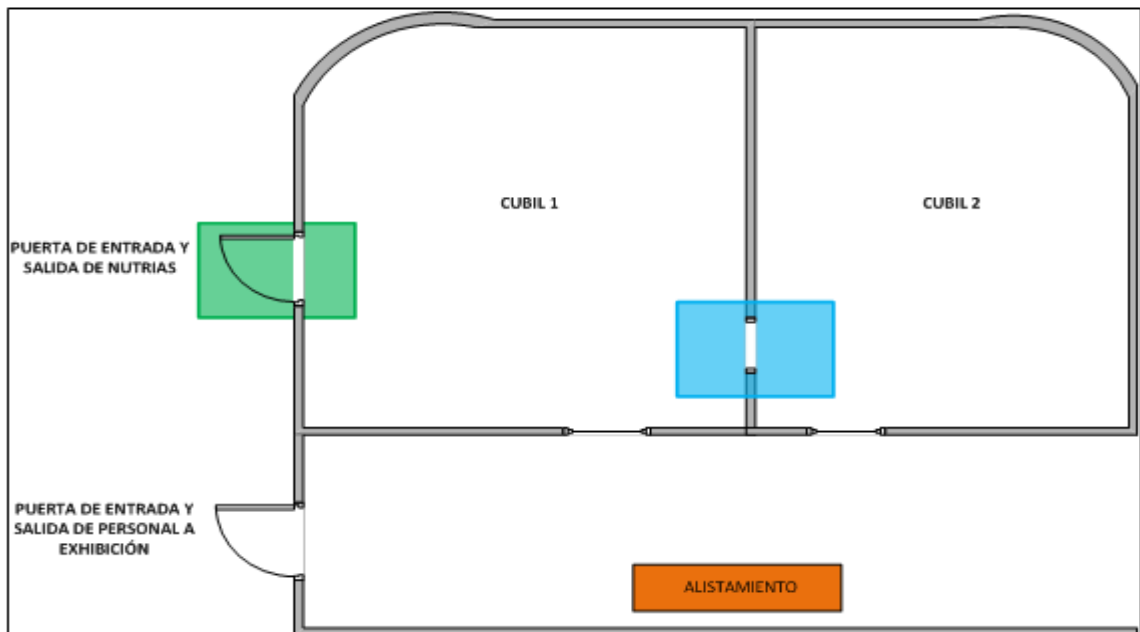 CUBIL 1
CUBIL 2
PUERTA DE ENTRADA Y
SALIDA DE NUTRIAS
PUERTA DE ENTRADA Y
SALIDA DE PERSONAL A
EXHIBICIÓN
ALISTAMIENTO